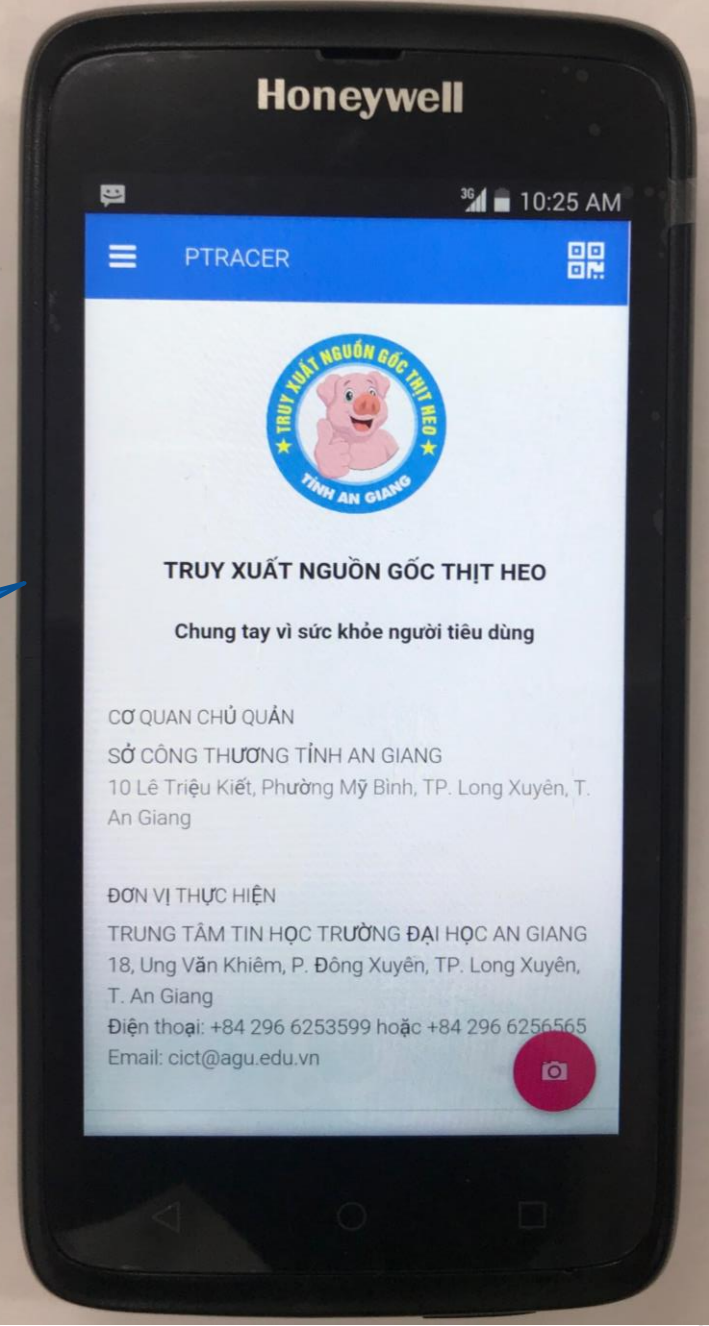 Honeywell
3G 10:25 AM
PTRACER
TRUY XUẤT NGUỒN GỐC THỊT HEO
TỈNH AN GIANG
TRUY XUẤT NGUỒN GỐC THỊT HEO
Chung tay vì sức khỏe người tiêu dùng
CƠ QUAN CHỦ QUẢN
SỞ CÔNG THƯƠNG TỈNH AN GIANG
10 Lê Triệu Kiết, Phường Mỹ Bình, TP. Long Xuyên, T.
An Giang
ĐƠN VỊ THỰC HIỆN
TRUNG TÂM TIN HỌC TRƯỜNG ĐẠI HỌC AN GIANG
18, Ung Văn Khiêm, P. Đông Xuyên, TP. Long Xuyên,
T. An Giang
Điện thoại: +84 296 6253599 hoặc +84 296 6256565
Email: cict@agu.edu.vn